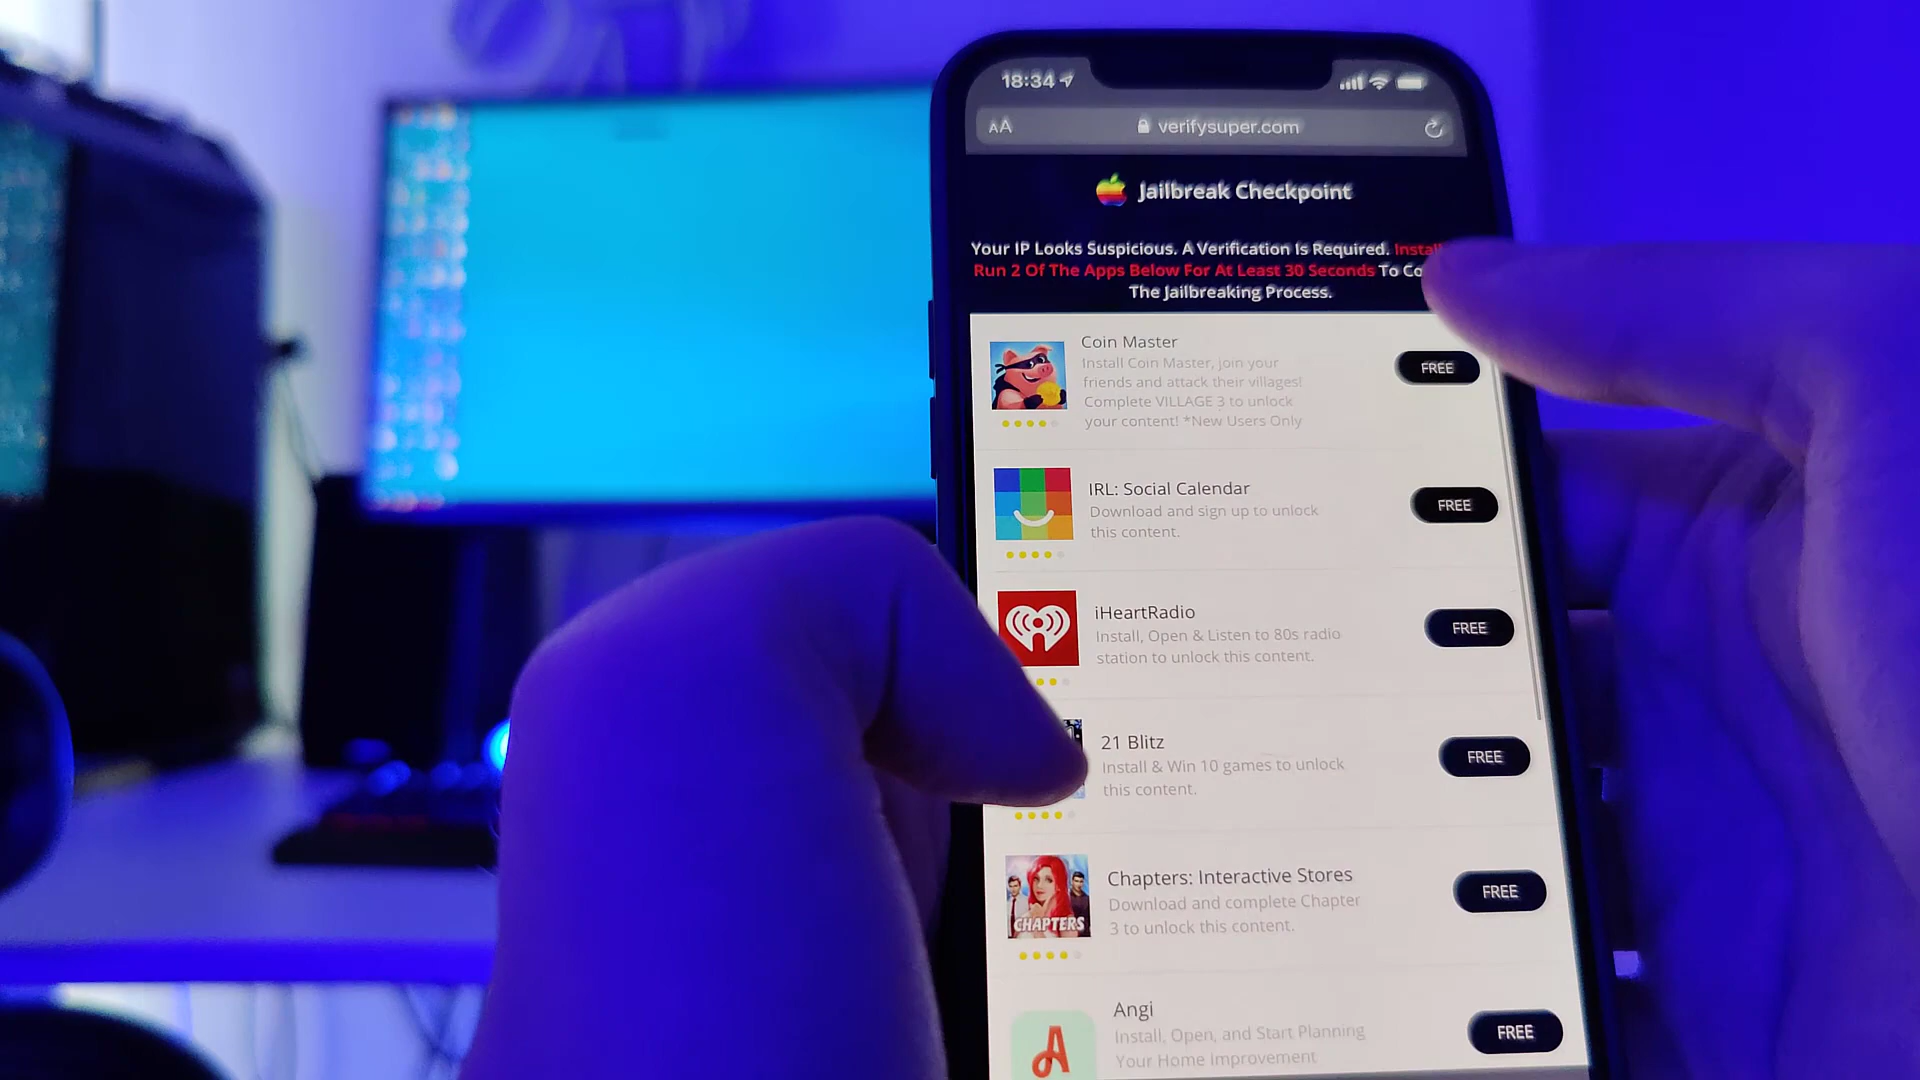 18:34
AA verifysuper.com
Jailbreak Checkpoint
Your IP Looks Suspicious. A Verification Is Required. Instal
Run 2 Of The Apps Below For At Least 30 Seconds To Co
The Jailbreaking Process.
Coin Master
Install Coin Master, join your
friends and attack their villages!
Complete VILLAGE 3 to unlock
your content! *New Users Only
FREE
IRL: Social Calendar
Download and sign up to unlock
this content.
FREE
iHeartRadio
Install, Open & Listen to 80s radio
station to unlock this content.
FREE
21 Blitz
Install & Win 10 games to unlock
this content.
FREE
CHAPTERS
Chapters: Interactive Stores
Download and complete Chapter
3 to unlock this content.
FREE
A
Angi
Install, Open, and Start Planning
Your Home Improvement
FREE